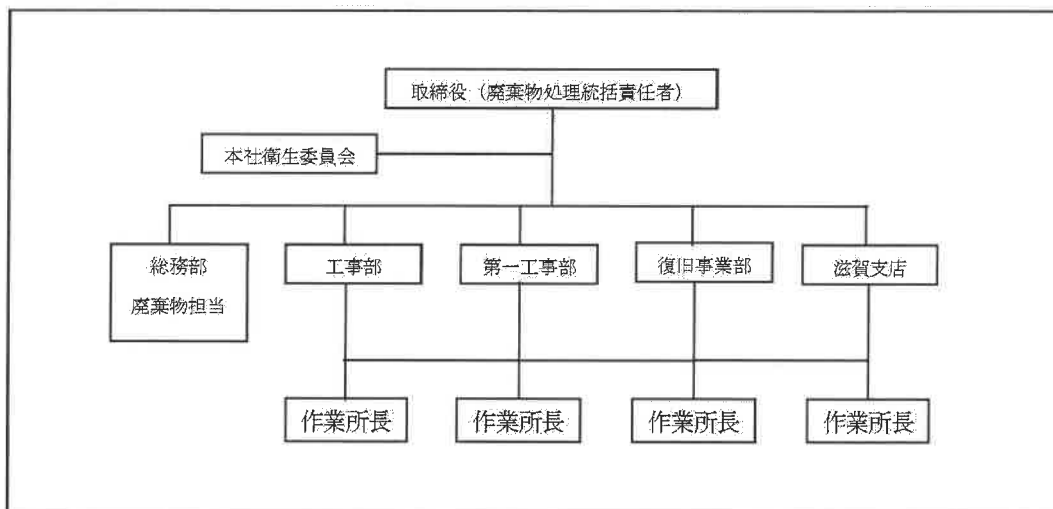 取締役（廃棄物処理統括責任者）
本社衛生委員会
総務部
廃棄物担当
工事部
第一工事部
復旧事業部
滋賀支店
作業所長
作業所長
作業所長
作業所長